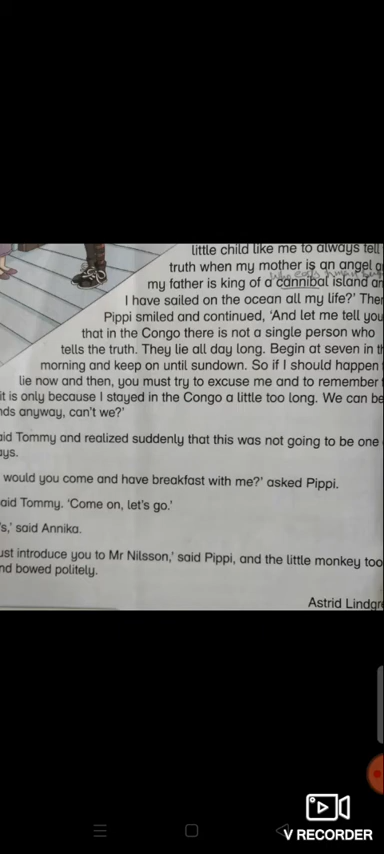 little child like me to always tell
truth when my mother is an angel
my father is king of a cannibal island an
I have sailed on the ocean all my life?' The
Pippi smiled and continued, 'And let me tell you
that in the Congo there is not a single person who
tells the truth. They lie all day long. Begin at seven in t
morning and keep on until sundown. So if I should happen
lie now and then, you must try to excuse me and to remember
it is only because I stayed in the Congo a little too long. We can be
nds anyway, can't we?'
aid Tommy and realized suddenly that this was not going to be one
ays.
would you come and have breakfast with me?' asked Pippi.
aid Tommy. 'Come on, let's go.'
s,' said Annika.
ust introduce you to Mr Nilsson,' said Pippi, and the little monkey too
nd bowed politely.
Astrid Lindgr
V RECORDER